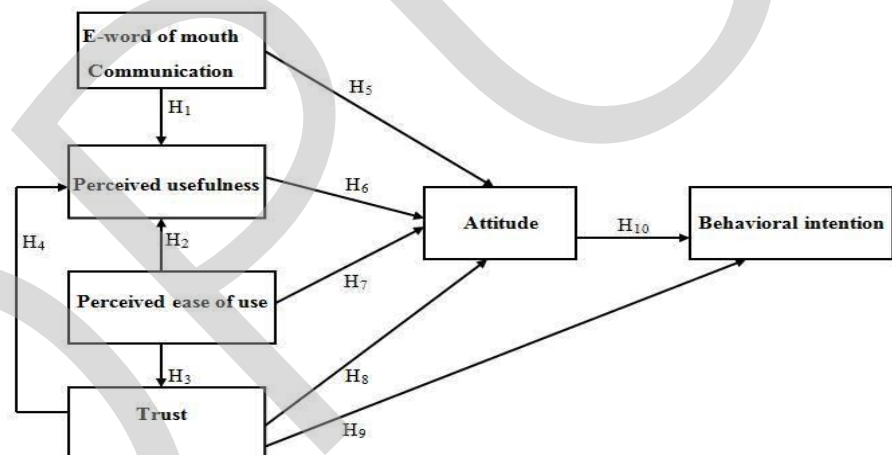 E-word of mouth
Communication
H5
H1
Perceived usefulness
H6
Attitude
H10
Behavioral intention
H4
H2
Perceived ease of use
H7
H3
H8
Trust
H9